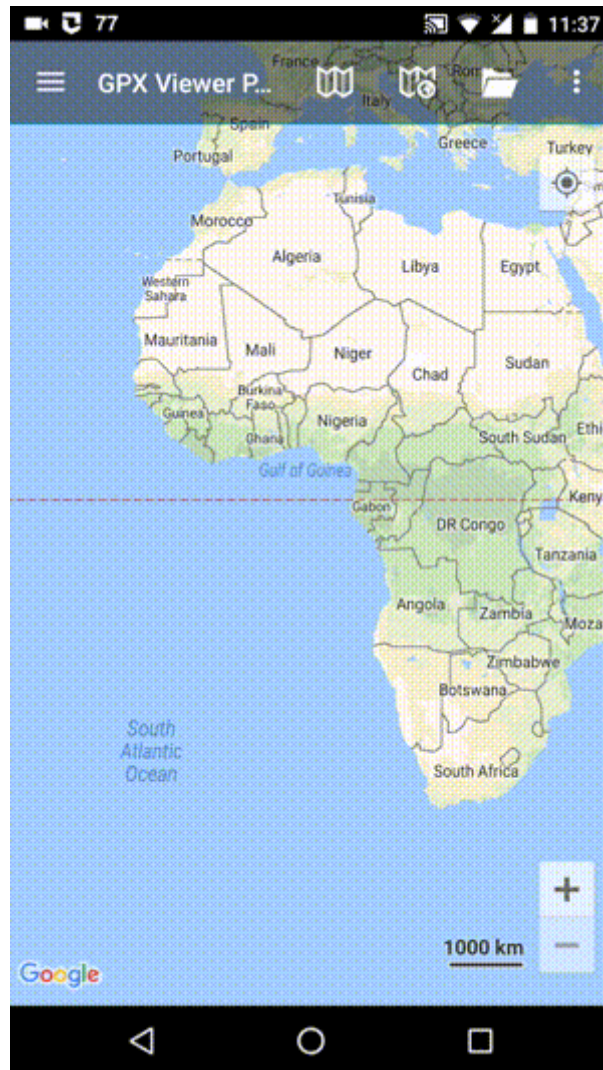 77
11:37
GPX Viewer P...
France
Rom
Italy
Spain
Portugal
Greece
Turkey
Tunisia
Morocco
Algeria
Libya
Egypt
Western
Sahara
Mauritania
Mali
Niger
Chad
Sudan
Burkina
Faso
Guinea
Nigeria
Ghana
South Sudan
Ethi
Gulf of Guinea
Gabon
Keny
DR Congo
Tanzania
Angola
Zambia
Moza
Zimbabwe
Botswana
South
Atlantic
Ocean
South Africa
1000 km
Google